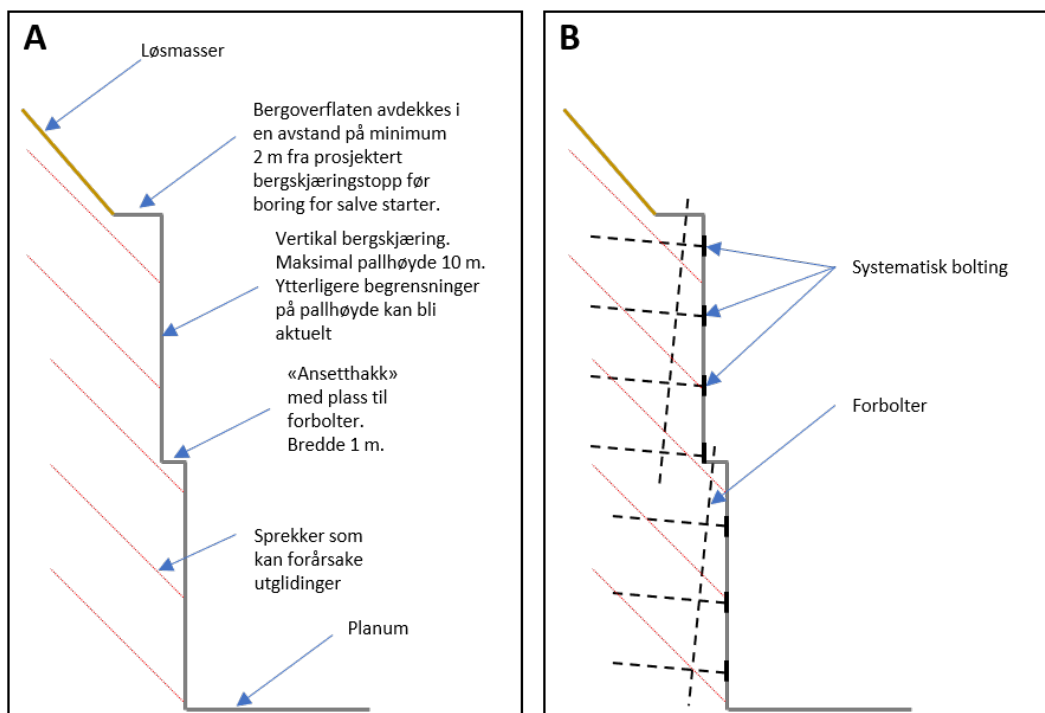 A
Løsmasser
Bergoverflaten avdekkes i
en avstand på minimum
2 m fra prosjektert
bergskjæringstopp før
boring for salve starter.
Vertikal bergskjæring.
Maksimal pallhøyde 10 m.
Ytterligere begrensninger
på pallhøyde kan bli
aktuelt
«Ansetthakk»
med plass til
forbolter.
Bredde 1 m.
Sprekker som
kan forårsake
utglidinger
Planum
B
Systematisk bolting
Forbolter